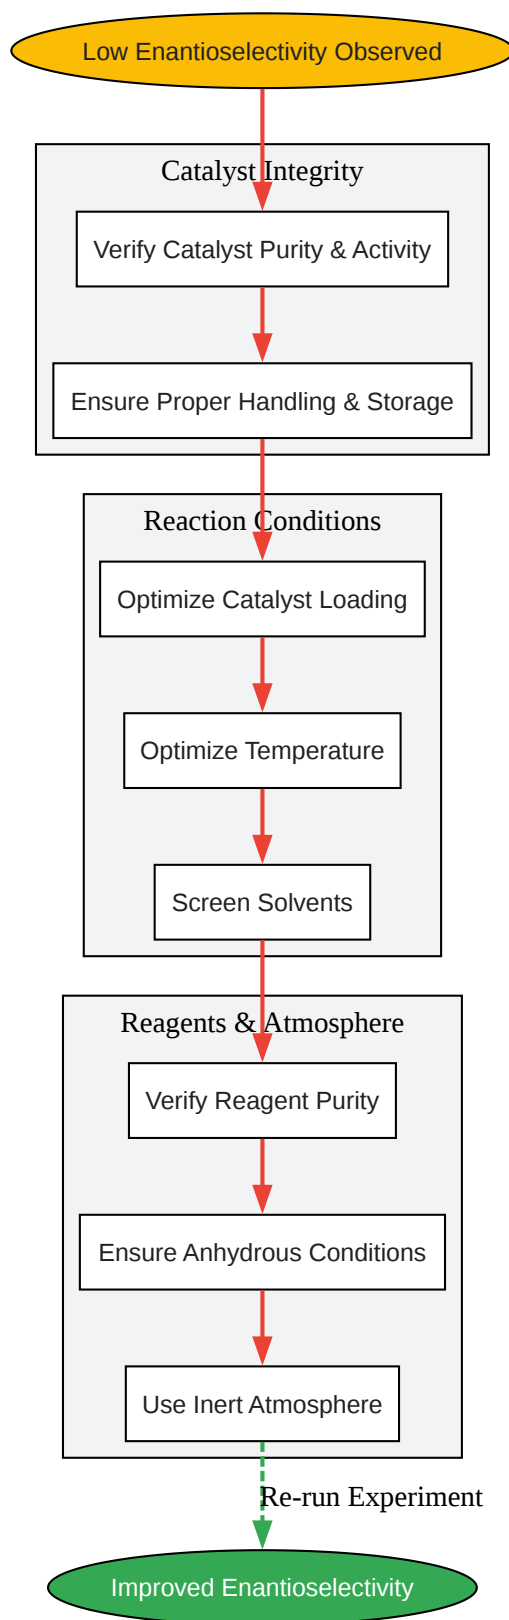 Low Enantioselectivity Observed
Catalyst Integrity
Verify Catalyst Purity & Activity
Ensure Proper Handling & Storage
Reaction Conditions
Optimize Catalyst Loading
Optimize Temperature
Screen Solvents
Reagents & Atmosphere
Verify Reagent Purity
Ensure Anhydrous Conditions
Use Inert Atmosphere
Re-run Experiment
Improved Enantioselectivity